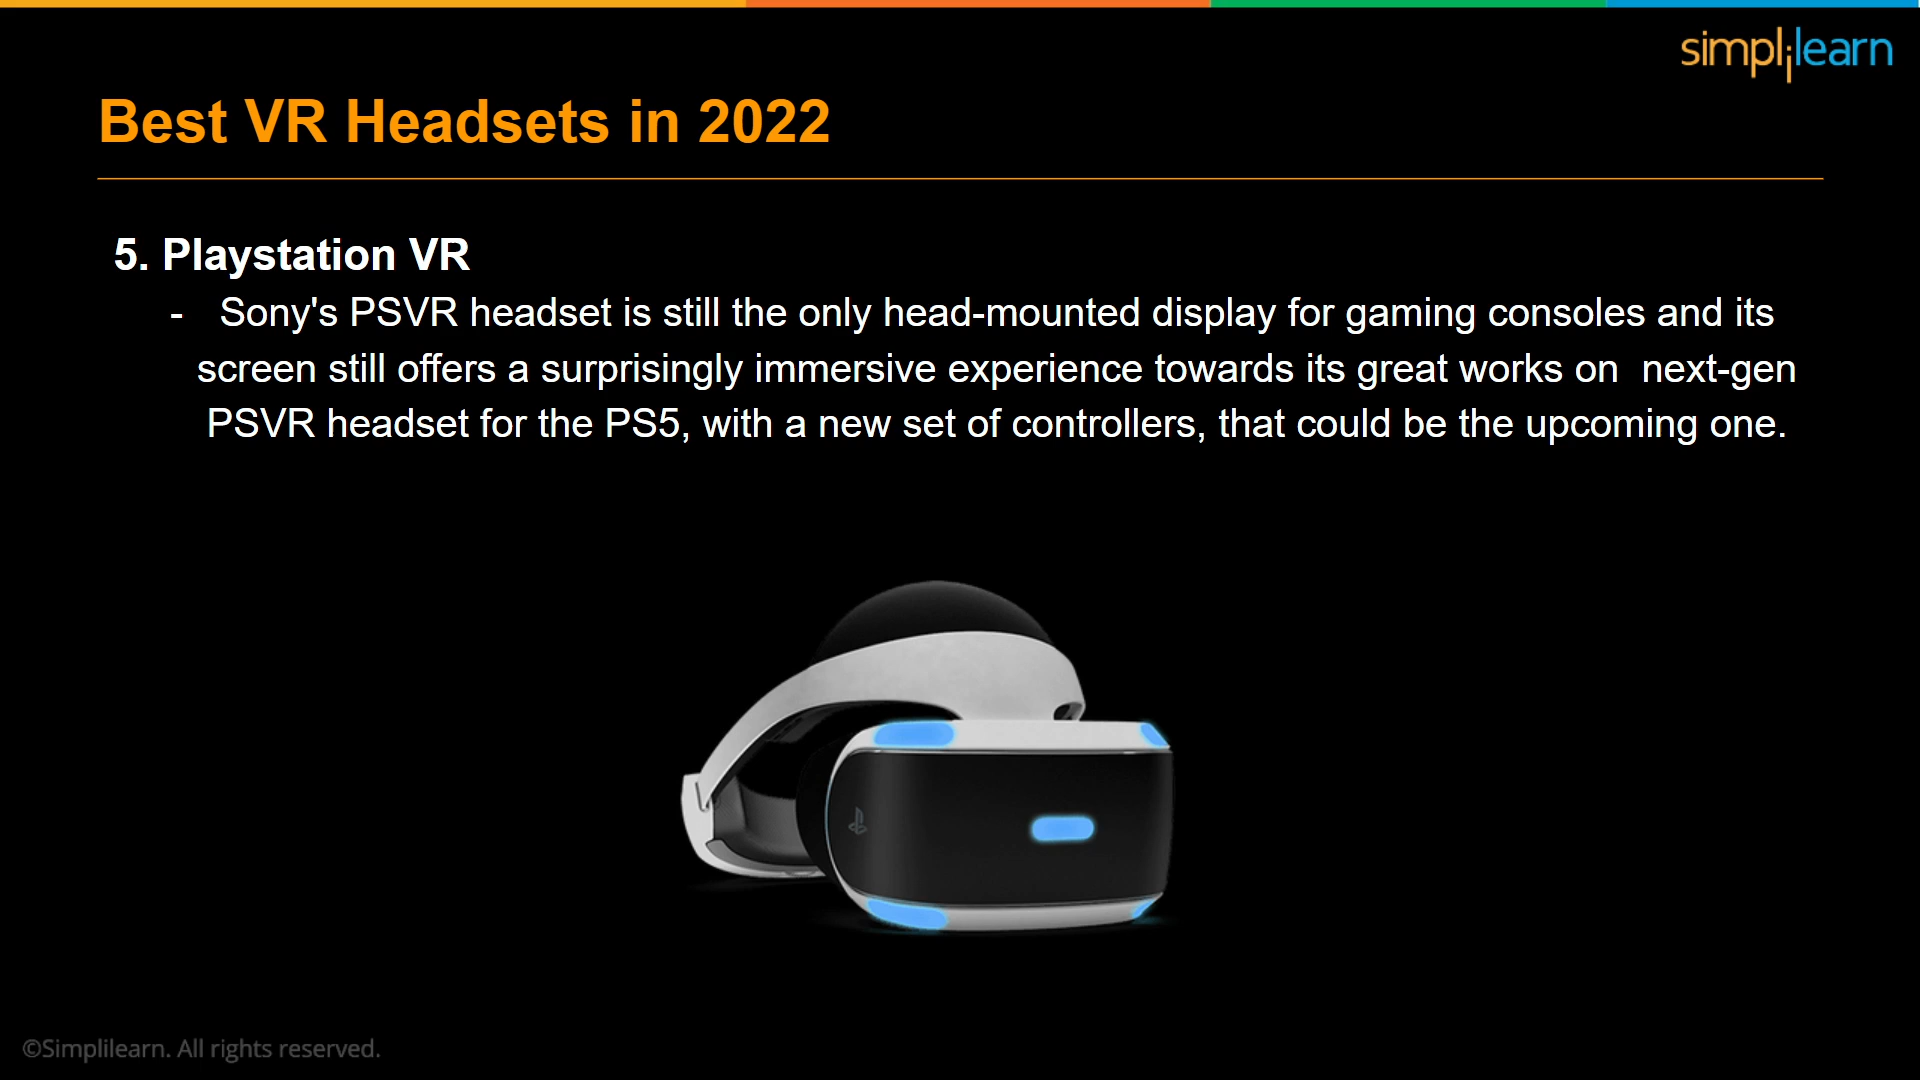 simplilearn
Best VR Headsets in 2022
5. Playstation VR
- Sony's PSVR headset is still the only head-mounted display for gaming consoles and its
screen still offers a surprisingly immersive experience towards its great works on next-gen
PSVR headset for the PS5, with a new set of controllers, that could be the upcoming one.
©Simplilearn. All rights reserved.